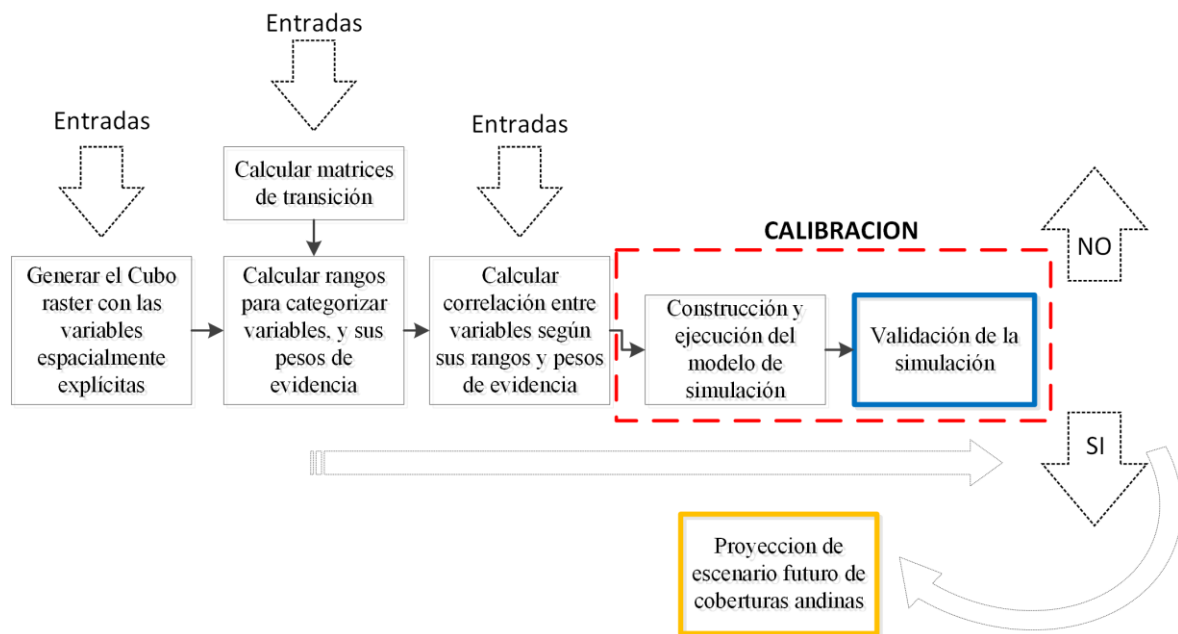 Entradas
Entradas
Entradas
Calcular matrices
de transición
CALIBRACION
NO
Generar el Cubo
raster con las
variables
espacialmente
explícitas
Calcular rangos
para categorizar
variables, y sus
pesos de
evidencia
Calcular
correlación entre
variables según
sus rangos y pesos
de evidencia
Construcción y
ejecución del
modelo de
simulación
Validación de la
simulación
SI
Proyeccion de
escenario futuro de
coberturas andinas